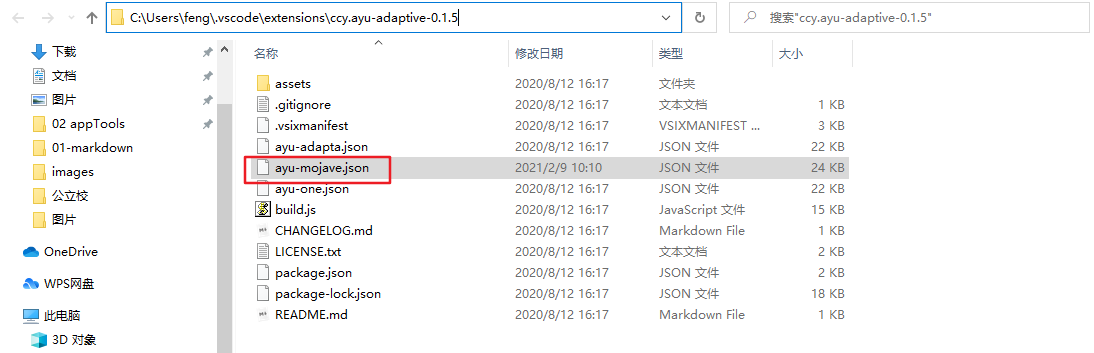 C:\Users\feng\.vscode\extensions\ccy.ayu-adaptive-0.1.5
搜索"ccy.ayu-adaptive-0.1.5"
下载
文档
图片
02 appTools
01-markdown
images
公立校
图片
OneDrive
WPS网盘
此电脑
3D 对象
名称 修改日期 类型 大小
assets 2020/8/12 16:17 文件夹
.gitignore 2020/8/12 16:17 文本文档 1 KB
.vsixmanifest 2020/8/12 16:17 VSIXMANIFEST ... 3 KB
ayu-adapta.json 2020/8/12 16:17 JSON 文件 22 KB
ayu-mojave.json 2021/2/9 10:10 JSON 文件 24 KB
ayu-one.json 2020/8/12 16:17 JSON 文件 22 KB
build.js 2020/8/12 16:17 JavaScript 文件 15 KB
CHANGELOG.md 2020/8/12 16:17 Markdown File 1 KB
LICENSE.txt 2020/8/12 16:17 文本文档 2 KB
package.json 2020/8/12 16:17 JSON 文件 2 KB
package-lock.json 2020/8/12 16:17 JSON 文件 18 KB
README.md 2020/8/12 16:17 Markdown File 2 KB